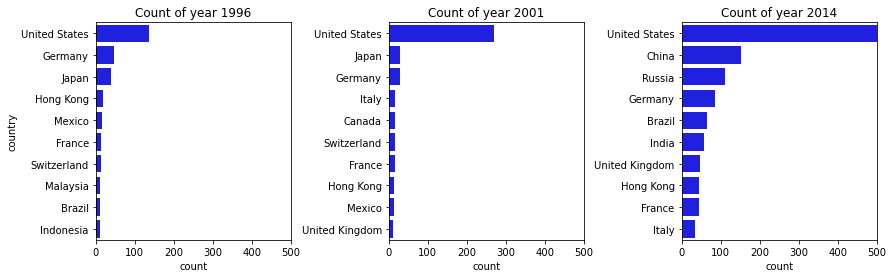 Count of year 1996
country
United States
Germany
Japan
Hong Kong
Mexico
France
Switzerland
Malaysia
Brazil
Indonesia
0 100 200 300 400 500
count
Count of year 2001
United States
Japan
Germany
Italy
Canada
Switzerland
France
Hong Kong
Mexico
United Kingdom
0 100 200 300 400 500
count
Count of year 2014
United States
China
Russia
Germany
Brazil
India
United Kingdom
Hong Kong
France
Italy
0 100 200 300 400 500
count